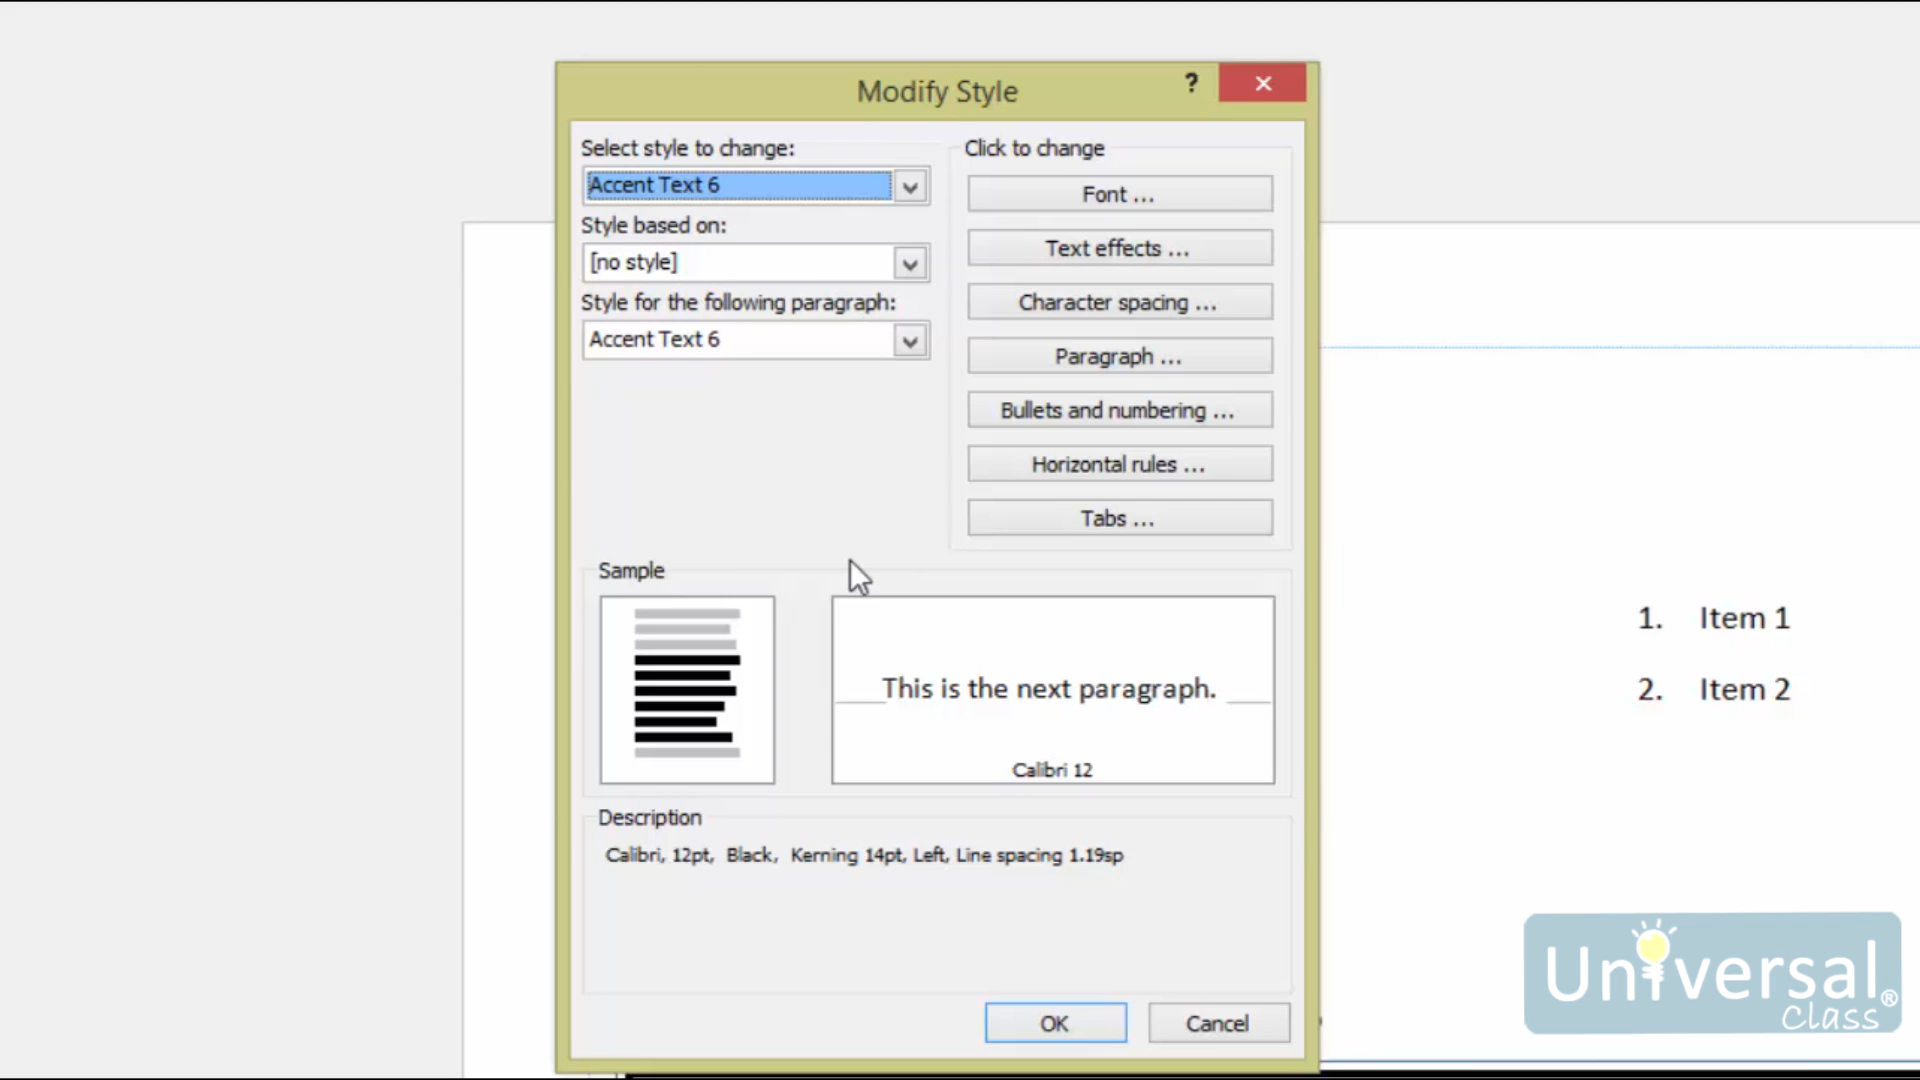 Modify Style
?
Select style to change:
Accent Text 6
Style based on:
[no style]
Style for the following paragraph:
Accent Text 6
Click to change
Font ...
Text effects ...
Character spacing ...
Paragraph ...
Bullets and numbering ...
Horizontal rules ...
Tabs ...
Sample
This is the next paragraph.
Calibri 12
Description
Calibri, 12pt, Black, Kerning 14pt, Left, Line spacing 1.19sp
OK
Cancel
1. Item 1
2. Item 2
Universal
Class®